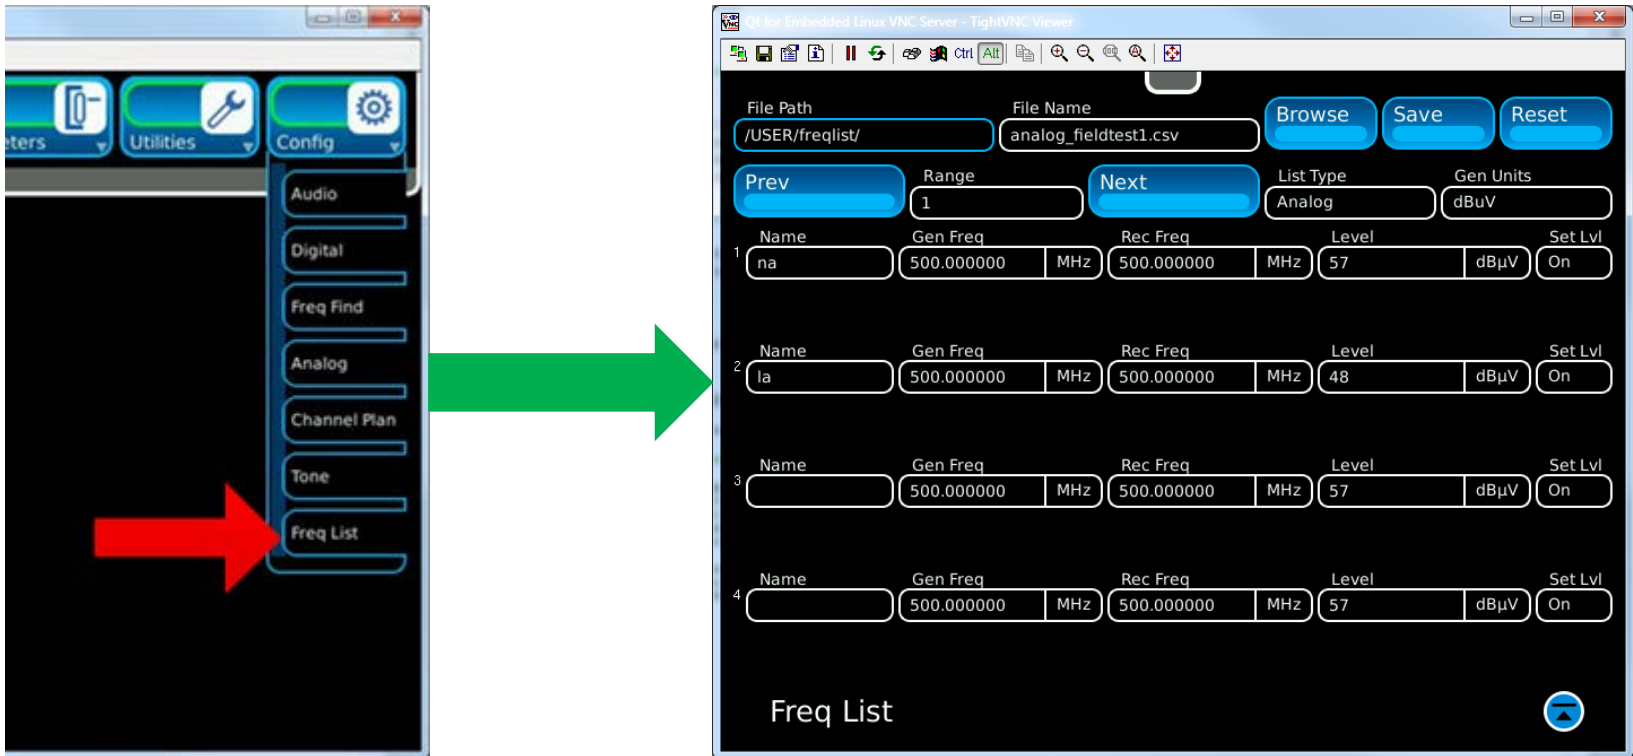 eters
Utilities
Config
Audio
Digital
Freq Find
Analog
Channel Plan
Tone
Freq List
Qt for Embedded Linux VNC Server - TightVNC Viewer
Ctrl Alt
File Path File Name
/USER/freqlist/ analog_fieldtest1.csv Browse Save Reset
Prev Range Next List Type Gen Units
1 Analog dBuV
Name Gen Freq Rec Freq Level Set Lvl
1 na 500.000000 MHz 500.000000 MHz 57 dBµV On
Name Gen Freq Rec Freq Level Set Lvl
2 la 500.000000 MHz 500.000000 MHz 48 dBµV On
Name Gen Freq Rec Freq Level Set Lvl
3 500.000000 MHz 500.000000 MHz 57 dBµV On
Name Gen Freq Rec Freq Level Set Lvl
4 500.000000 MHz 500.000000 MHz 57 dBµV On
Freq List